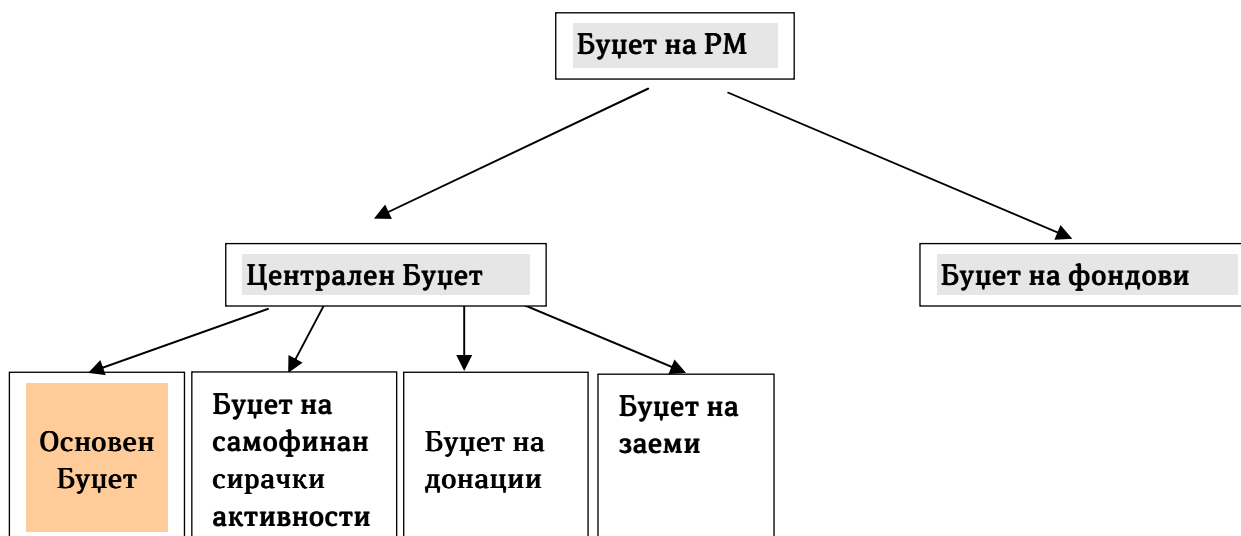 Буџет на РМ
Централен Буџет
Буџет на фондови
Основен
Буџет
Буџет на
самофинан
сирачки
активности
Буџет на
донации
Буџет на
заеми